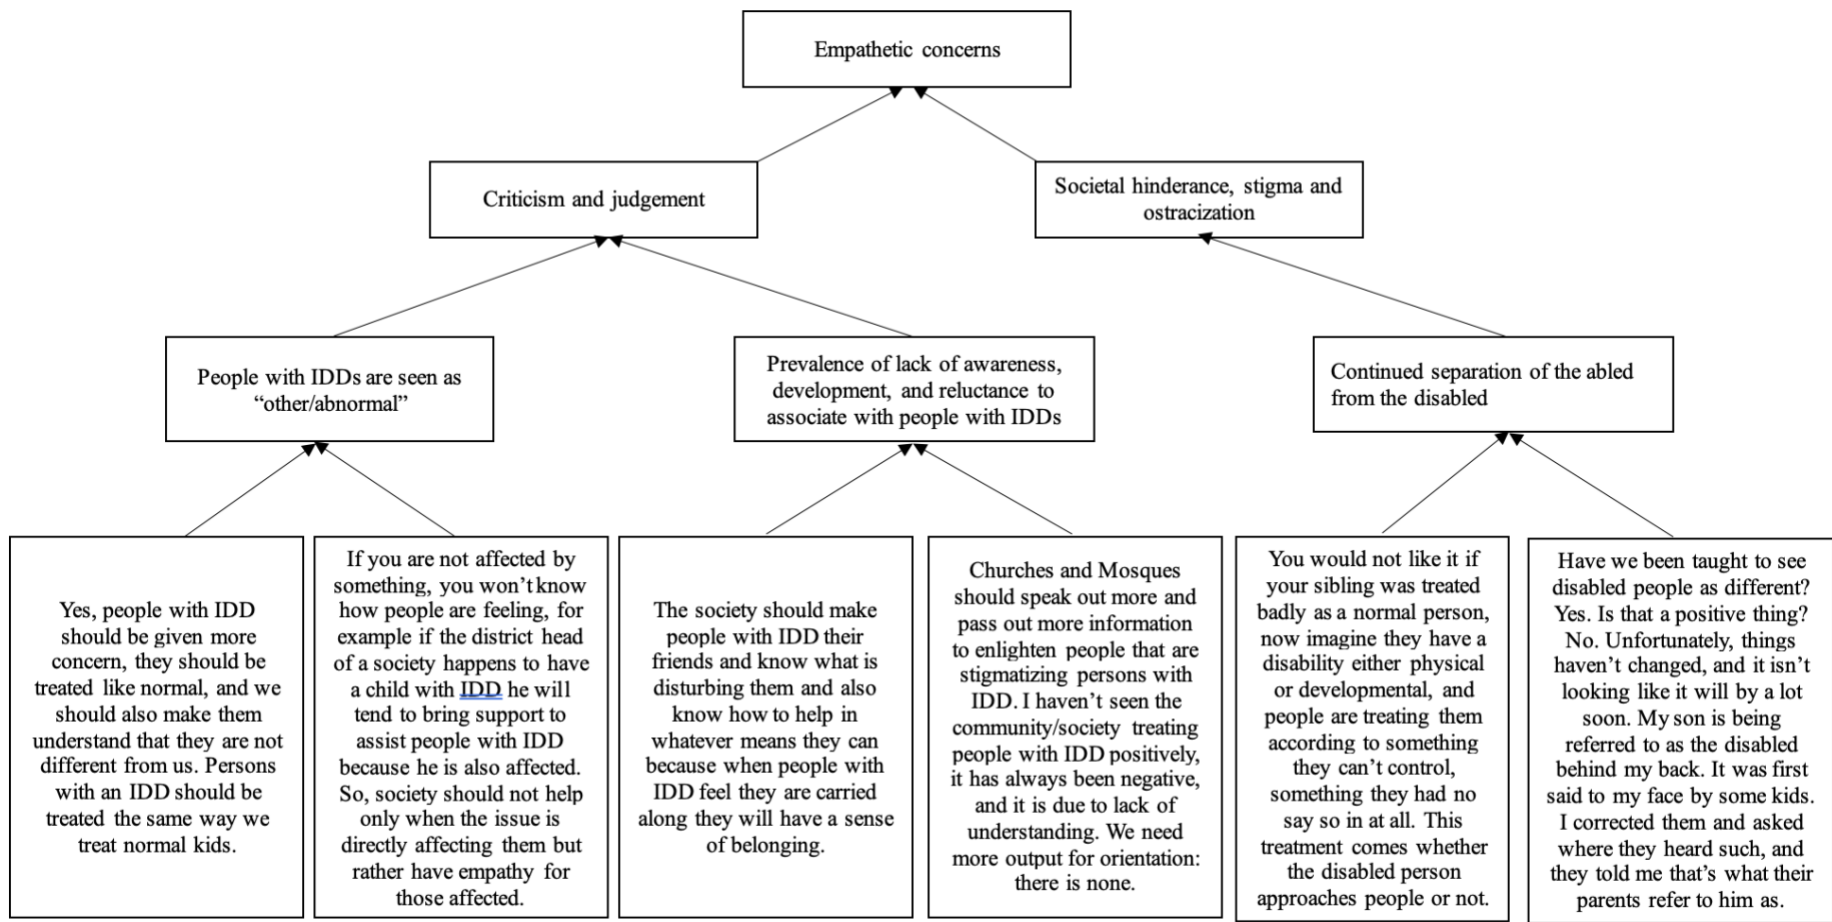 Empathetic concerns
Criticism and judgement
Societal hinderance, stigma and
ostracization
People with IDDs are seen as
“other/abnormal”
Prevalence of lack of awareness,
development, and reluctance to
associate with people with IDDs
Continued separation of the abled
from the disabled
Yes, people with IDD
should be given more
concern, they should be
treated like normal, and we
should also make them
understand that they are not
different from us. Persons
with an IDD should be
treated the same way we
treat normal kids.
If you are not affected by
something, you won’t know
how people are feeling, for
example if the district head
of a society happens to have
a child with IDD he will
tend to bring support to
assist people with IDD
because he is also affected.
So, society should not help
only when the issue is
directly affecting them but
rather have empathy for
those affected.
The society should make
people with IDD their
friends and know what is
disturbing them and also
know how to help in
whatever means they can
because when people with
IDD feel they are carried
along they will have a sense
of belonging.
Churches and Mosques
should speak out more and
pass out more information
to enlighten people that are
stigmatizing persons with
IDD. I haven’t seen the
community/society treating
people with IDD positively,
it has always been negative,
and it is due to lack of
understanding. We need
more output for orientation:
there is none.
You would not like it if
your sibling was treated
badly as a normal person,
now imagine they have a
disability either physical
or developmental, and
people are treating them
according to something
they can’t control,
something they had no
say so in at all. This
treatment comes whether
the disabled person
approaches people or not.
Have we been taught to see
disabled people as different?
Yes. Is that a positive thing?
No. Unfortunately, things
haven’t changed, and it isn’t
looking like it will by a lot
soon. My son is being
referred to as the disabled
behind my back. It was first
said to my face by some kids.
I corrected them and asked
where they heard such, and
they told me that’s what their
parents refer to him as.